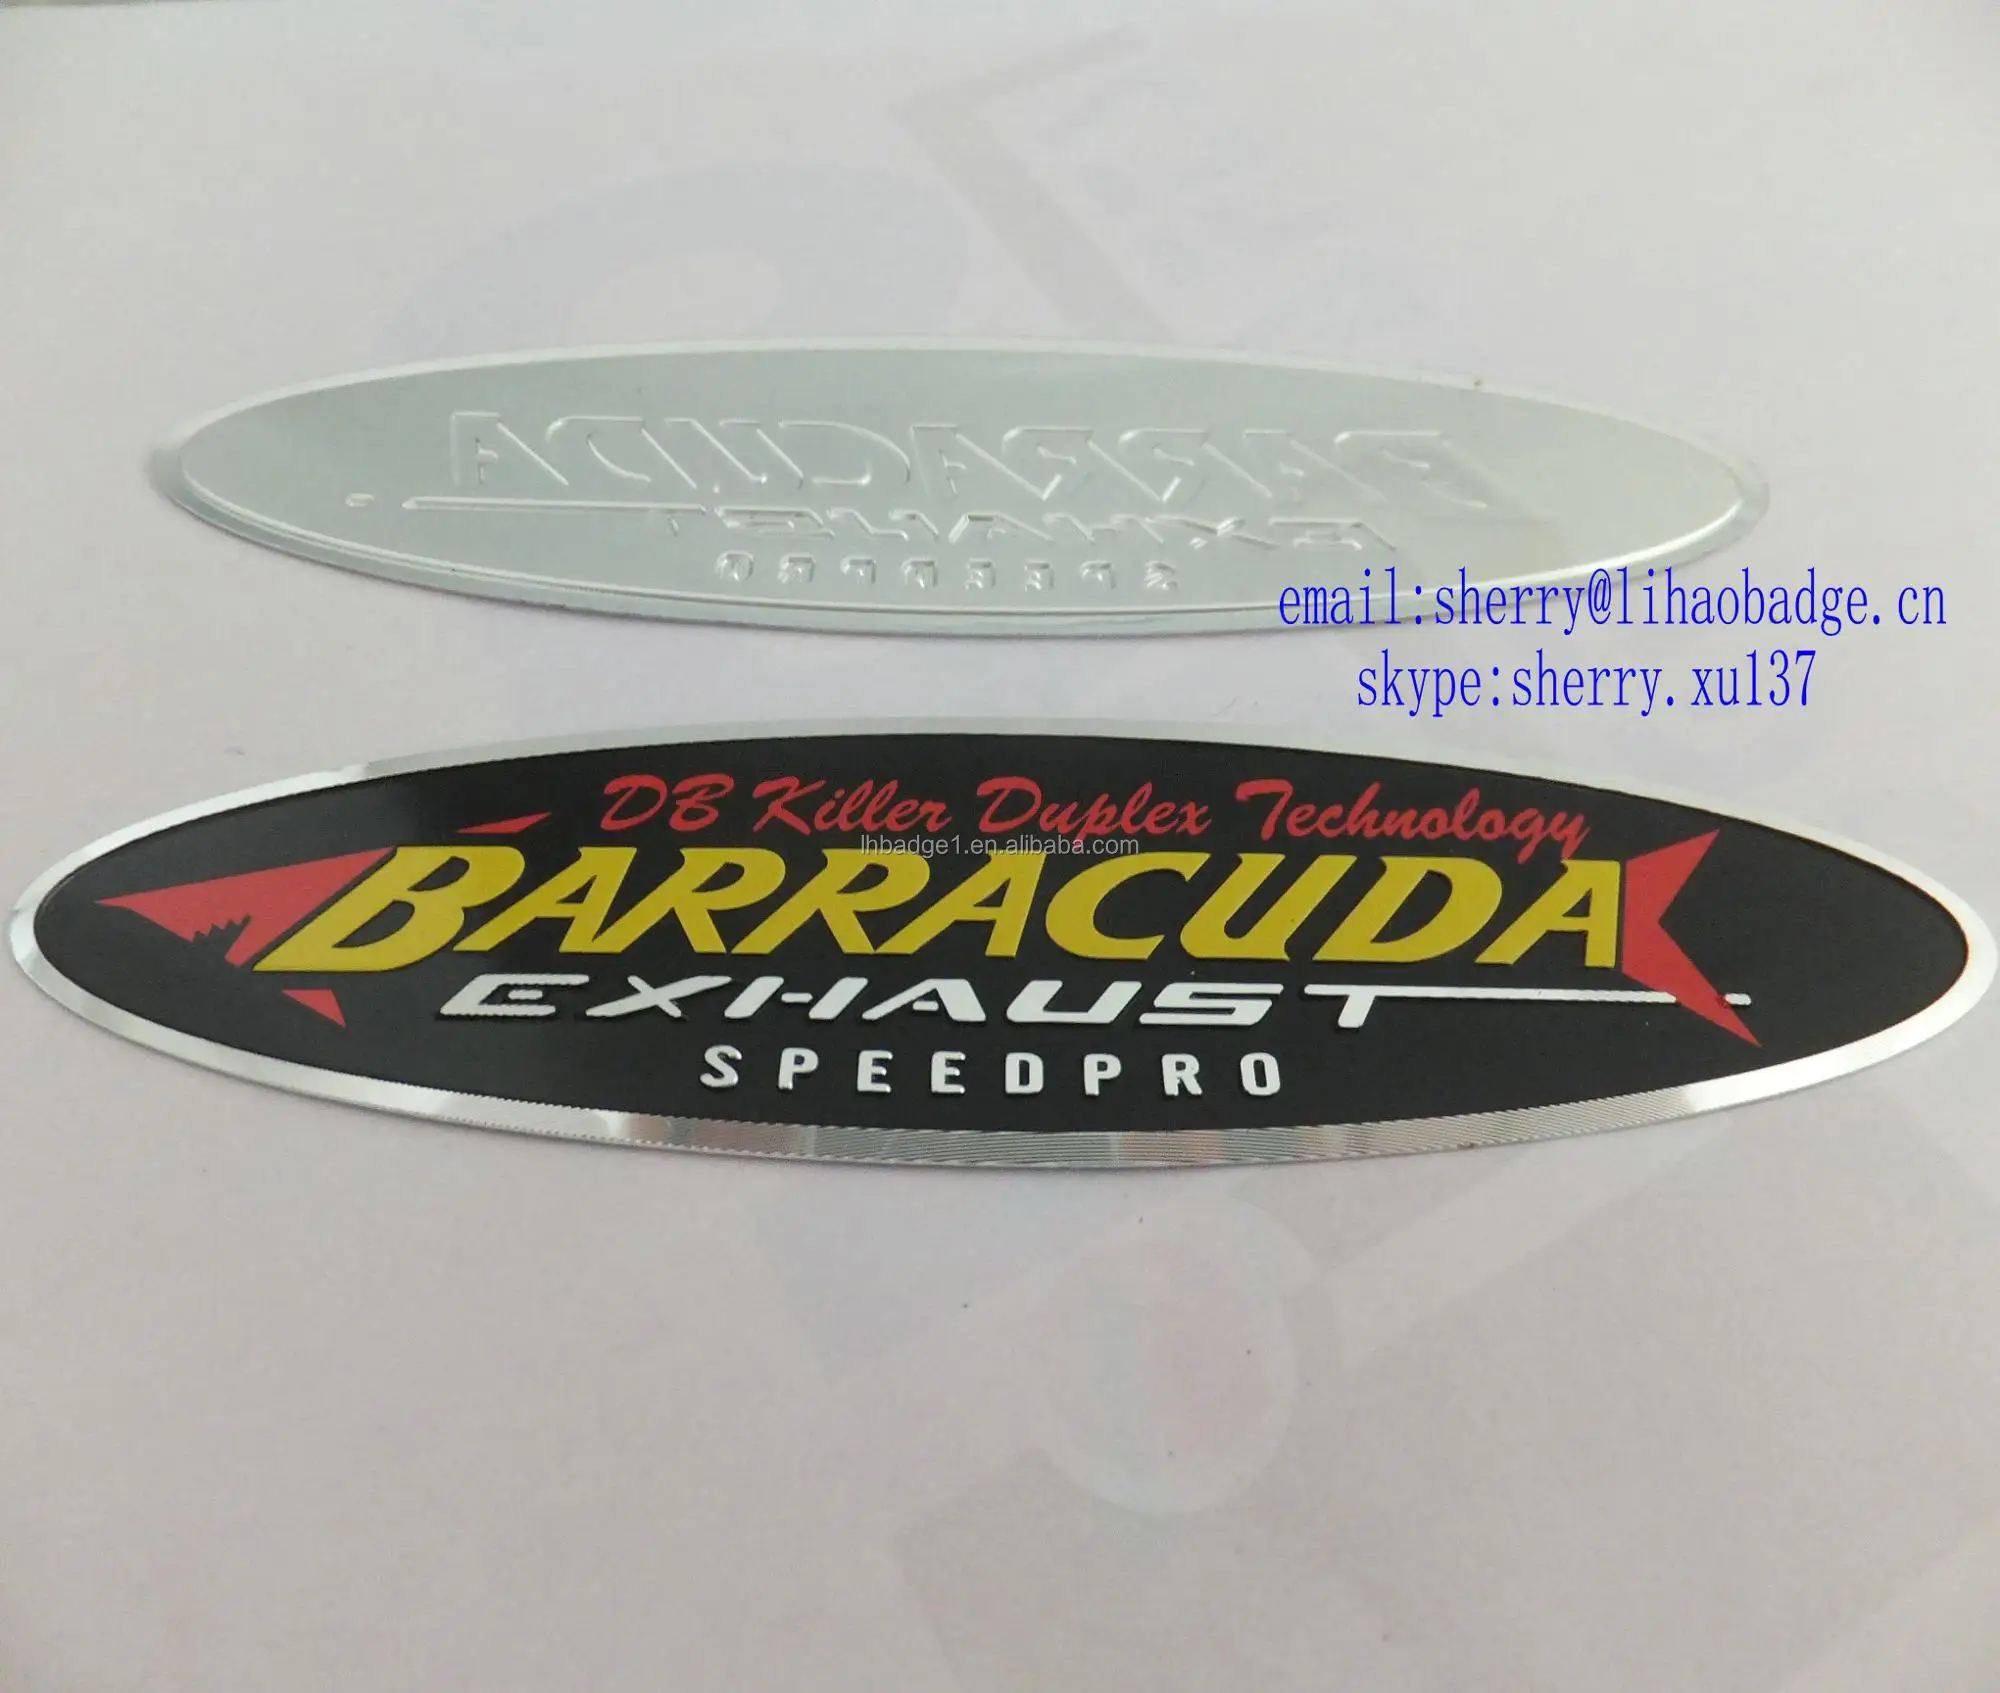 email:sherry@lihaobadge.cn
skype:sherry.xu137
DB Killer Duplex Technology
lhbadge1.en.alibaba.com
BARRACUDA
EXHAUST
SPEEDPRO